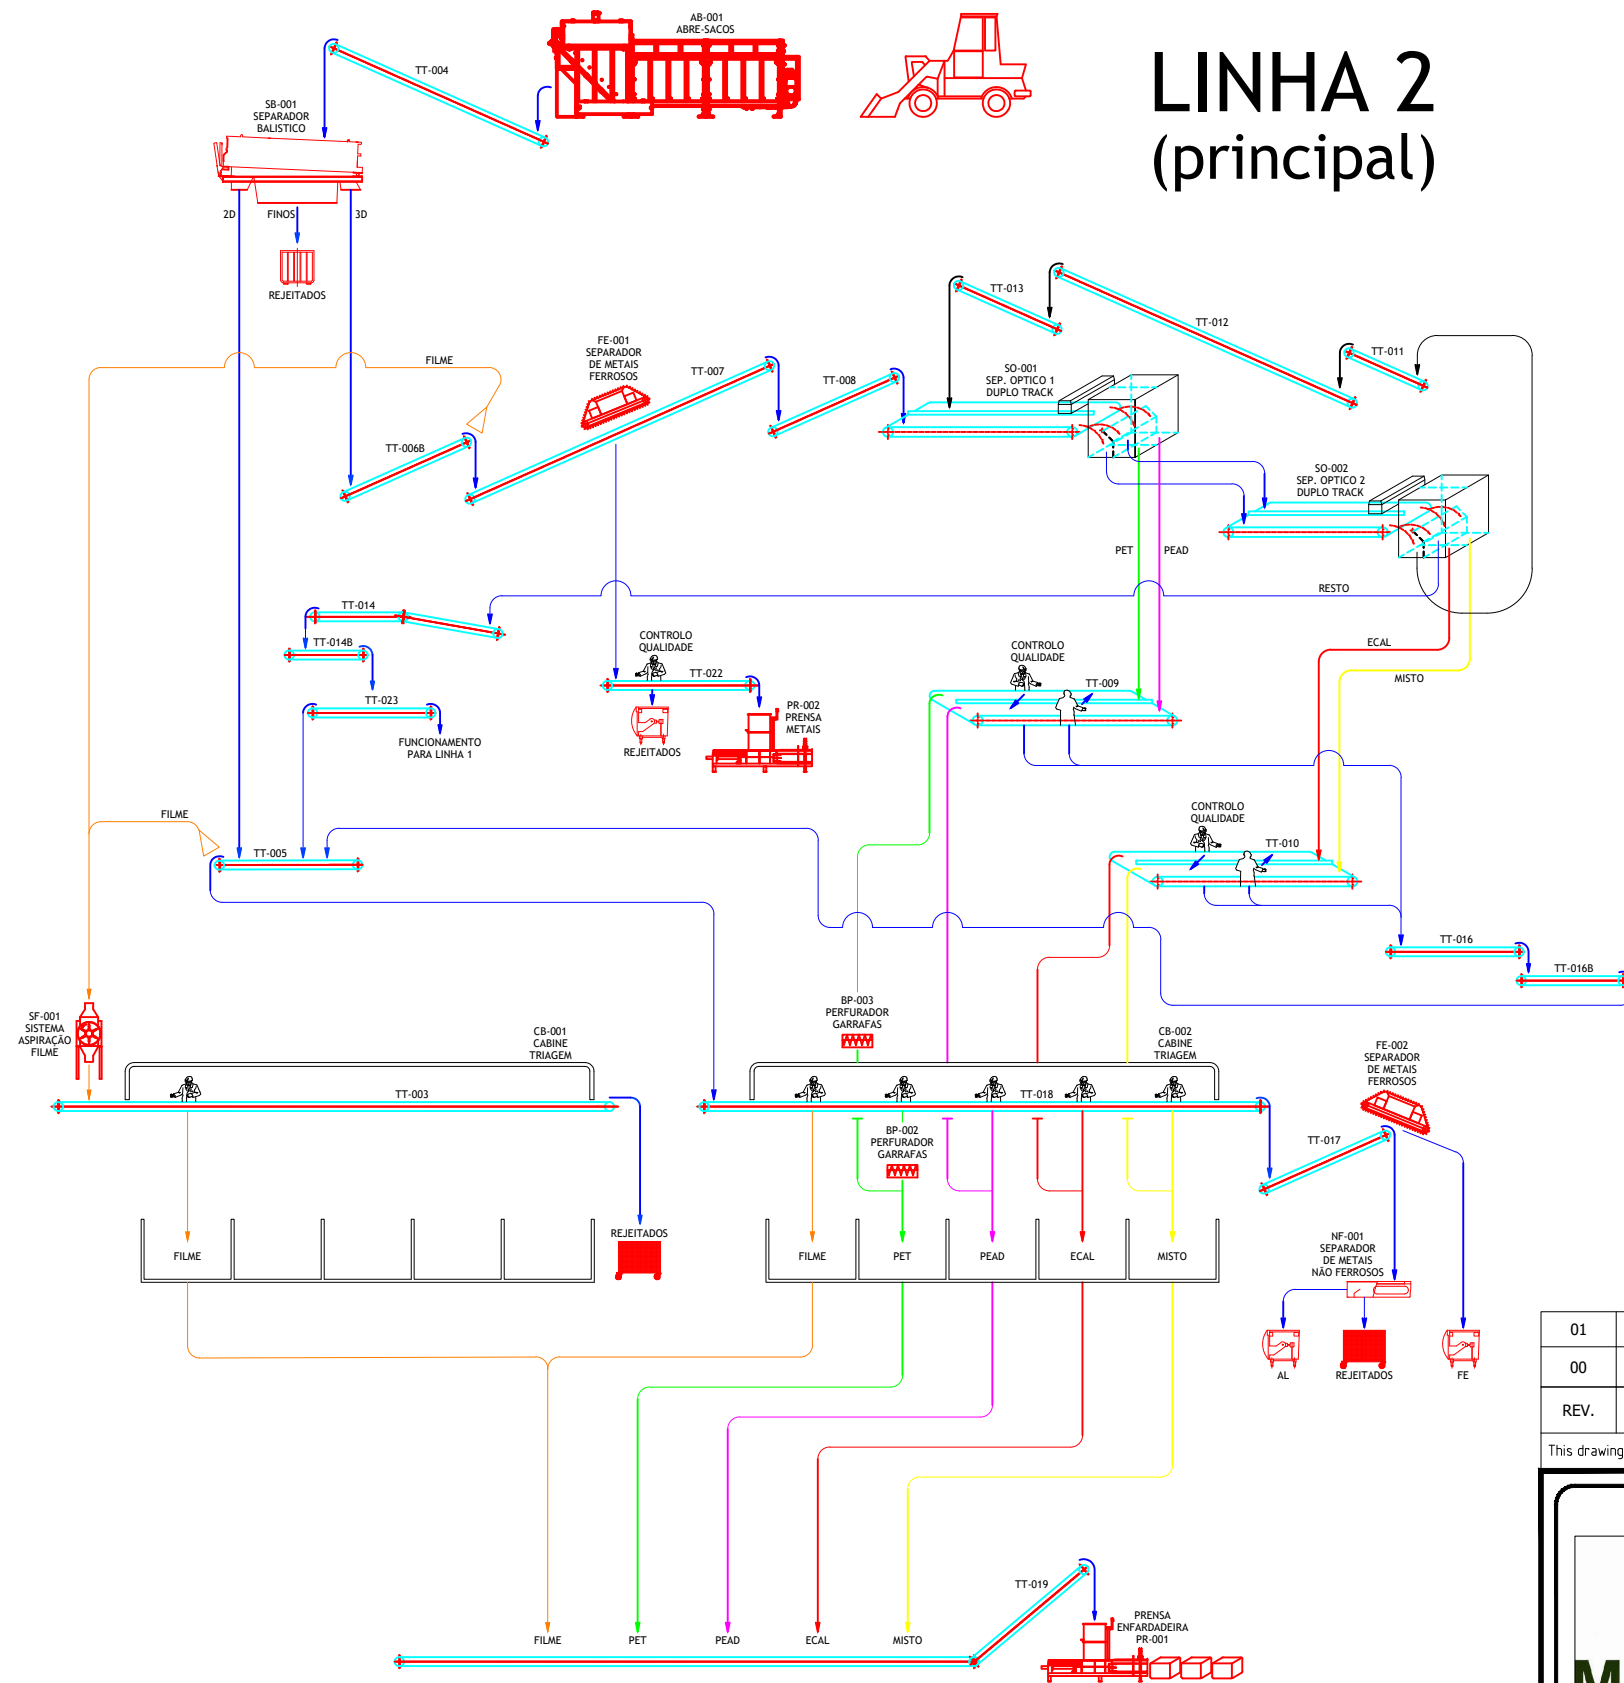 AB-001
ABRE-SACOS
LINHA 2
(principal)
TT-004
SB-001
SEPARADOR
BALISTICO
2D
FINOS
3D
REJEITADOS
TT-013
TT-012
TT-011
FE-001
SEPARADOR
DE METAIS
FERROSOS
FILME
TT-007
TT-008
SO-001
SEP. OPTICO 1
DUPLO TRACK
TT-006B
SO-002
SEP. OPTICO 2
DUPLO TRACK
PET
PEAD
RESTO
TT-014
TT-014B
TT-023
FUNCIONAMENTO
PARA LINHA 1
CONTROLO
QUALIDADE
TT-022
REJEITADOS
PR-002
PRENSA
METAIS
CONTROLO
QUALIDADE
TT-009
ECAL
MISTO
FILME
TT-005
CONTROLO
QUALIDADE
TT-010
TT-016
TT-016B
SF-001
SISTEMA
ASPIRAÇÃO
FILME
CB-001
CABINE
TRIAGEM
BP-003
PERFURADOR
GARRAFAS
CB-002
CABINE
TRIAGEM
FE-002
SEPARADOR
DE METAIS
FERROSOS
TT-003
TT-018
BP-002
PERFURADOR
GARRAFAS
TT-017
REJEITADOS
FILME
FILME
PET
PEAD
ECAL
MISTO
NF-001
SEPARADOR
DE METAIS
NÃO FERROSOS
AL
REJEITADOS
FE
01
00
REV.
This drawing
TT-019
PRENSA
ENFARDADEIRA
PR-001
FILME
PET
PEAD
ECAL
MISTO
M